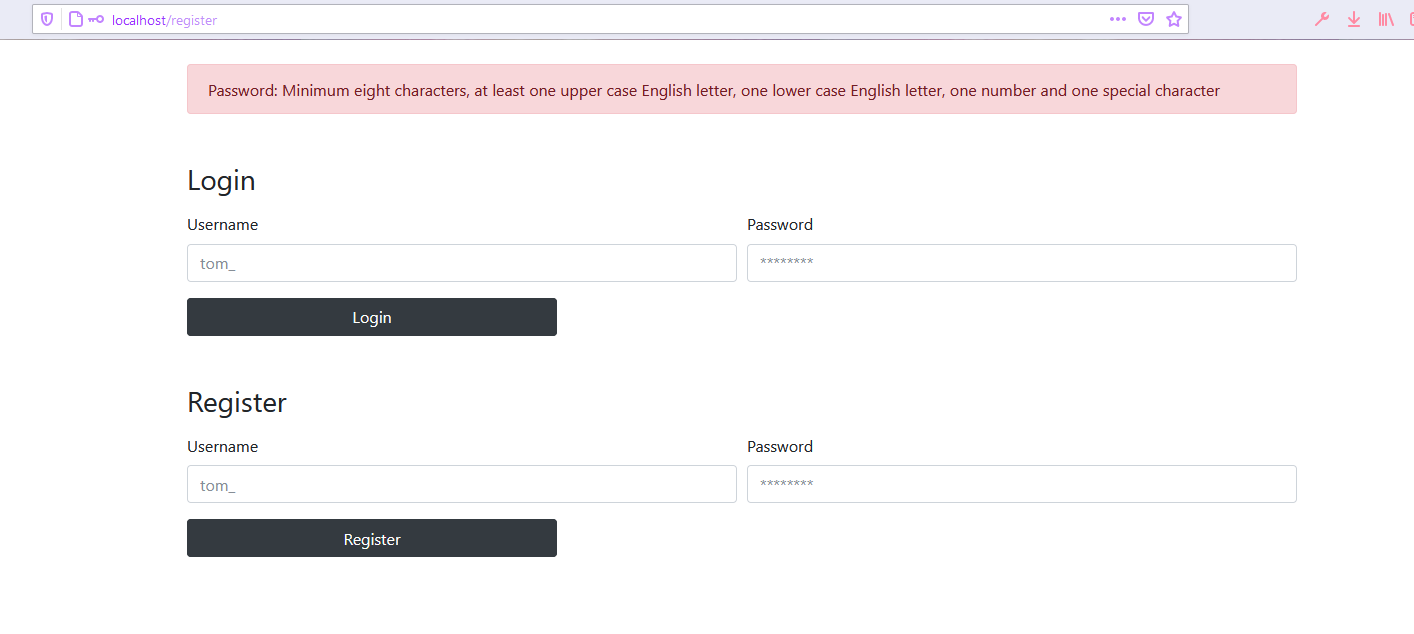 localhost/register
Password: Minimum eight characters, at least one upper case English letter, one lower case English letter, one number and one special character
Login
Username Password
tom_ ********
Login
Register
Username Password
tom_ ********
Register